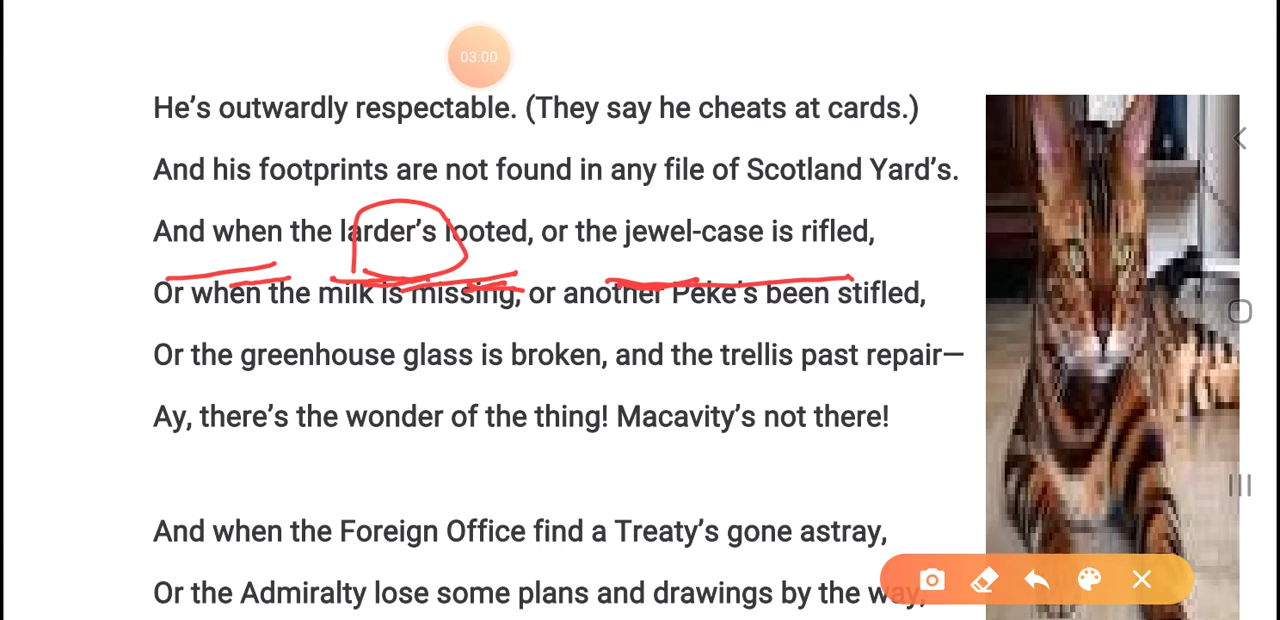 03:00
He's outwardly respectable. (They say he cheats at cards.)
And his footprints are not found in any file of Scotland Yard's.
And when the larder's looted, or the jewel-case is rifled,
Or when the milk is missing, or another Peke's been stifled,
Or the greenhouse glass is broken, and the trellis past repair—
Ay, there's the wonder of the thing! Macavity's not there!
And when the Foreign Office find a Treaty's gone astray,
Or the Admiralty lose some plans and drawings by the way,